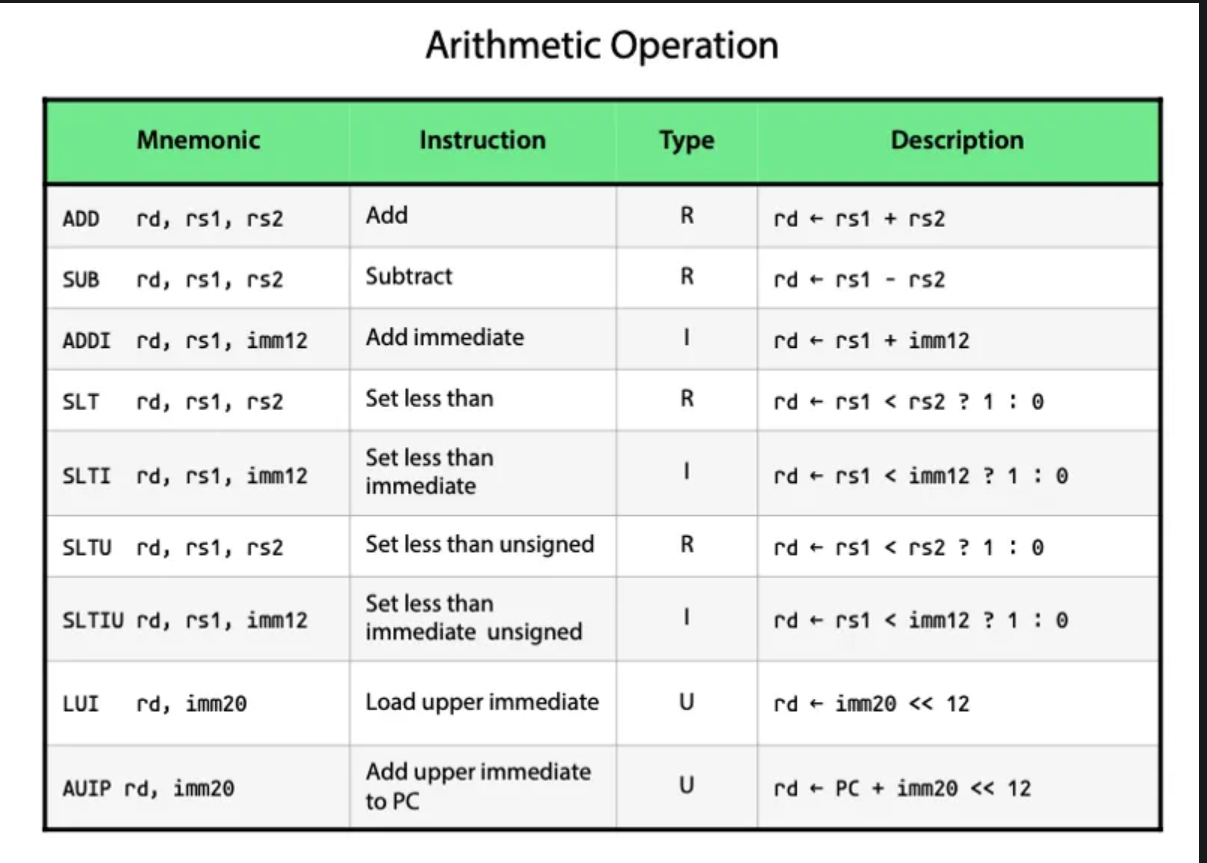 Arithmetic Operation
Mnemonic Instruction Type Description
ADD rd, rs1, rs2 Add R rd ← rs1 + rs2
SUB rd, rs1, rs2 Subtract R rd ← rs1 - rs2
ADDI rd, rs1, imm12 Add immediate I rd ← rs1 + imm12
SLT rd, rs1, rs2 Set less than R rd ← rs1 < rs2 ? 1 : 0
SLTI rd, rs1, imm12 Set less than
immediate I rd ← rs1 < imm12 ? 1 : 0
SLTU rd, rs1, rs2 Set less than unsigned R rd ← rs1 < rs2 ? 1 : 0
SLTIU rd, rs1, imm12 Set less than
immediate unsigned I rd ← rs1 < imm12 ? 1 : 0
LUI rd, imm20 Load upper immediate U rd ← imm20 << 12
AUIP rd, imm20 Add upper immediate
to PC U rd ← PC + imm20 << 12